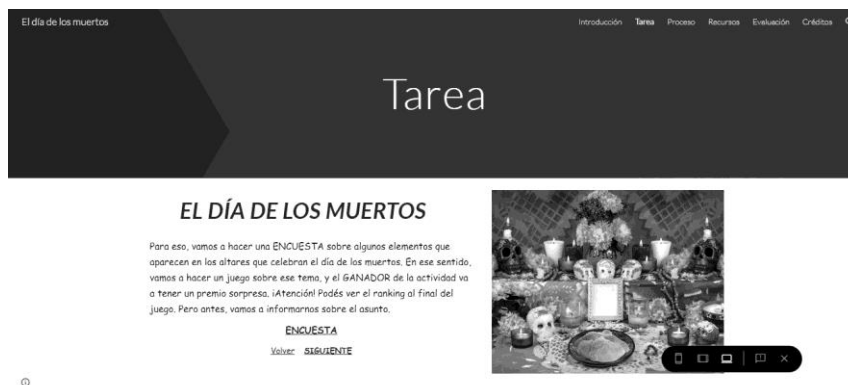 El día de los muertos
Introducción Tarea Proceso Recursos Evaluación Créditos
Tarea
EL DÍA DE LOS MUERTOS
Para eso, vamos a hacer una ENCUESTA sobre algunos elementos que
aparecen en los altares que celebran el día de los muertos. En ese sentido,
vamos a hacer un juego sobre ese tema, y el GANADOR de la actividad va
a tener un premio sorpresa. ¡Atención! Podés ver el ranking al final del
juego. Pero antes, vamos a informarnos sobre el asunto.
ENCUESTA
Volver SIGUIENTE